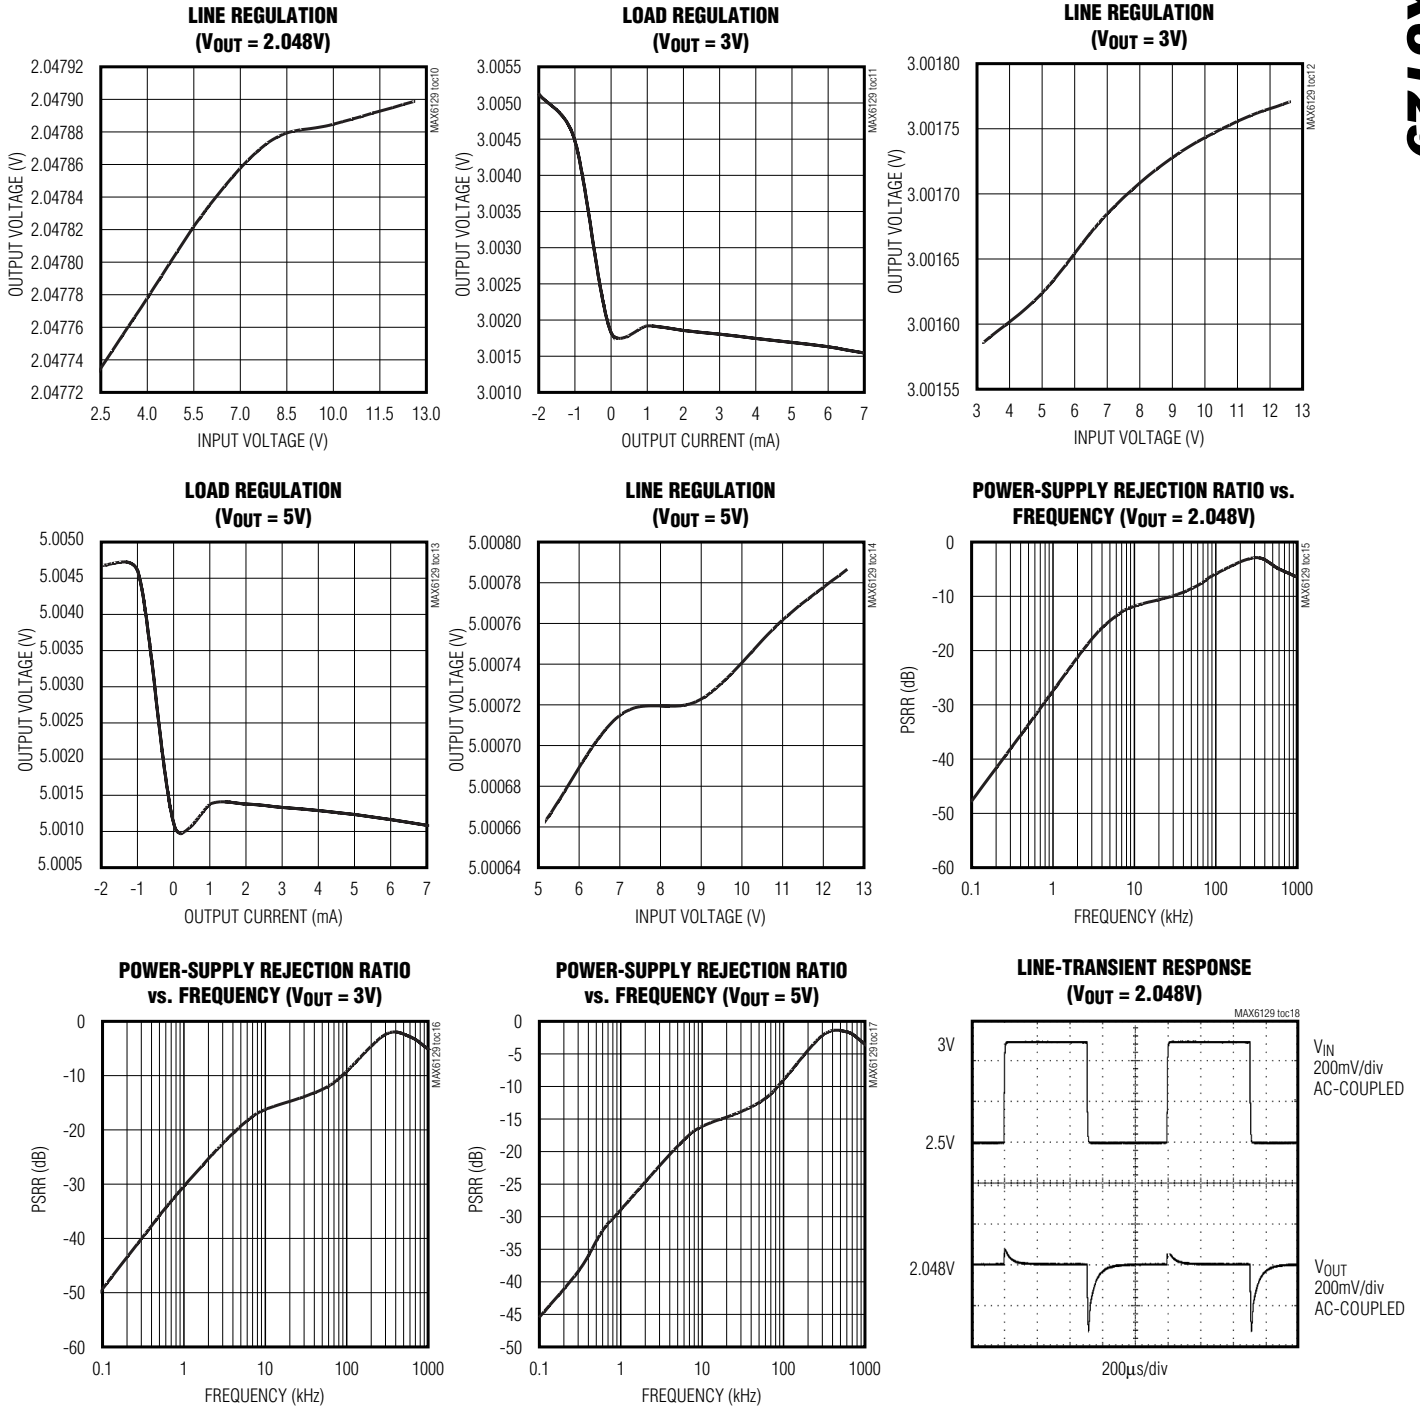 LINE REGULATION
(VOUT = 2.048V)
MAX6129 toc10
OUTPUT VOLTAGE (V)
2.04792
2.04790
2.04788
2.04786
2.04784
2.04782
2.04780
2.04778
2.04776
2.04774
2.04772
2.5 4.0 5.5 7.0 8.5 10.0 11.5 13.0
INPUT VOLTAGE (V)
LOAD REGULATION
(VOUT = 3V)
MAX6129 toc11
OUTPUT VOLTAGE (V)
3.0055
3.0050
3.0045
3.0040
3.0035
3.0030
3.0025
3.0020
3.0015
3.0010
-2 -1 0 1 2 3 4 5 6 7
OUTPUT CURRENT (mA)
LINE REGULATION
(VOUT = 3V)
MAX6129 toc12
OUTPUT VOLTAGE (V)
3.00180
3.00175
3.00170
3.00165
3.00160
3.00155
3 4 5 6 7 8 9 10 11 12 13
INPUT VOLTAGE (V)
LOAD REGULATION
(VOUT = 5V)
MAX6129 toc13
OUTPUT VOLTAGE (V)
5.0050
5.0045
5.0040
5.0035
5.0030
5.0025
5.0020
5.0015
5.0010
5.0005
-2 -1 0 1 2 3 4 5 6 7
OUTPUT CURRENT (mA)
LINE REGULATION
(VOUT = 5V)
MAX6129 toc14
OUTPUT VOLTAGE (V)
5.00080
5.00078
5.00076
5.00074
5.00072
5.00070
5.00068
5.00066
5.00064
5 6 7 8 9 10 11 12 13
INPUT VOLTAGE (V)
POWER-SUPPLY REJECTION RATIO vs.
FREQUENCY (VOUT = 2.048V)
MAX6129 toc15
PSRR (dB)
0
-10
-20
-30
-40
-50
-60
0.1 1 10 100 1000
FREQUENCY (kHz)
POWER-SUPPLY REJECTION RATIO
vs. FREQUENCY (VOUT = 3V)
MAX6129 toc16
PSRR (dB)
0
-10
-20
-30
-40
-50
-60
0.1 1 10 100 1000
FREQUENCY (kHz)
POWER-SUPPLY REJECTION RATIO
vs. FREQUENCY (VOUT = 5V)
MAX6129 toc17
PSRR (dB)
0
-5
-10
-15
-20
-25
-30
-35
-40
-45
-50
0.1 1 10 100 1000
FREQUENCY (kHz)
LINE-TRANSIENT RESPONSE
(VOUT = 2.048V)
MAX6129 toc18
3V
2.5V
2.048V
VIN
200mV/div
AC-COUPLED
VOUT
200mV/div
AC-COUPLED
200µs/div